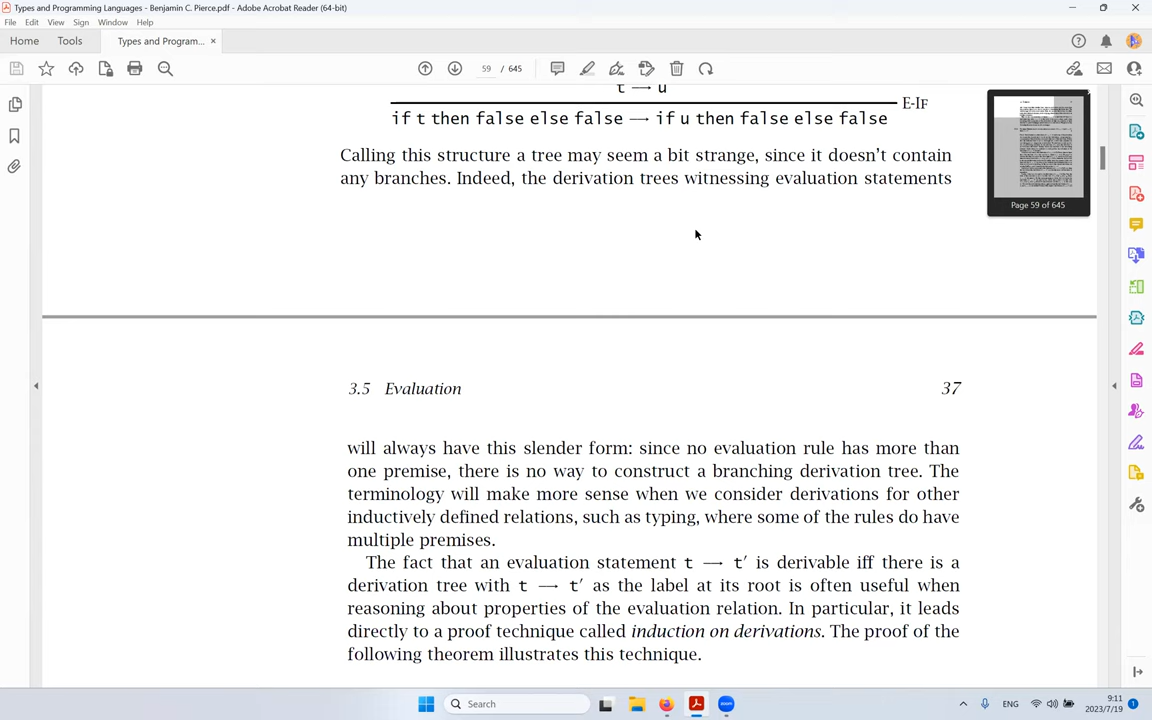 Types and Programming Languages - Benjamin C. Pierce.pdf - Adobe Acrobat Reader (64-bit)
File Edit View Sign Window Help
Home Tools Types and Program... ×
59 / 645
t → u
E-IF
if t then false else false → if u then false else false
Calling this structure a tree may seem a bit strange, since it doesn’t contain
any branches. Indeed, the derivation trees witnessing evaluation statements
Page 59 of 645
3.5 Evaluation 37
will always have this slender form: since no evaluation rule has more than
one premise, there is no way to construct a branching derivation tree. The
terminology will make more sense when we consider derivations for other
inductively defined relations, such as typing, where some of the rules do have
multiple premises.
The fact that an evaluation statement t → t′ is derivable iff there is a
derivation tree with t → t′ as the label at its root is often useful when
reasoning about properties of the evaluation relation. In particular, it leads
directly to a proof technique called induction on derivations. The proof of the
following theorem illustrates this technique.
Search
zoom
ENG
9:11
2023/7/19
1